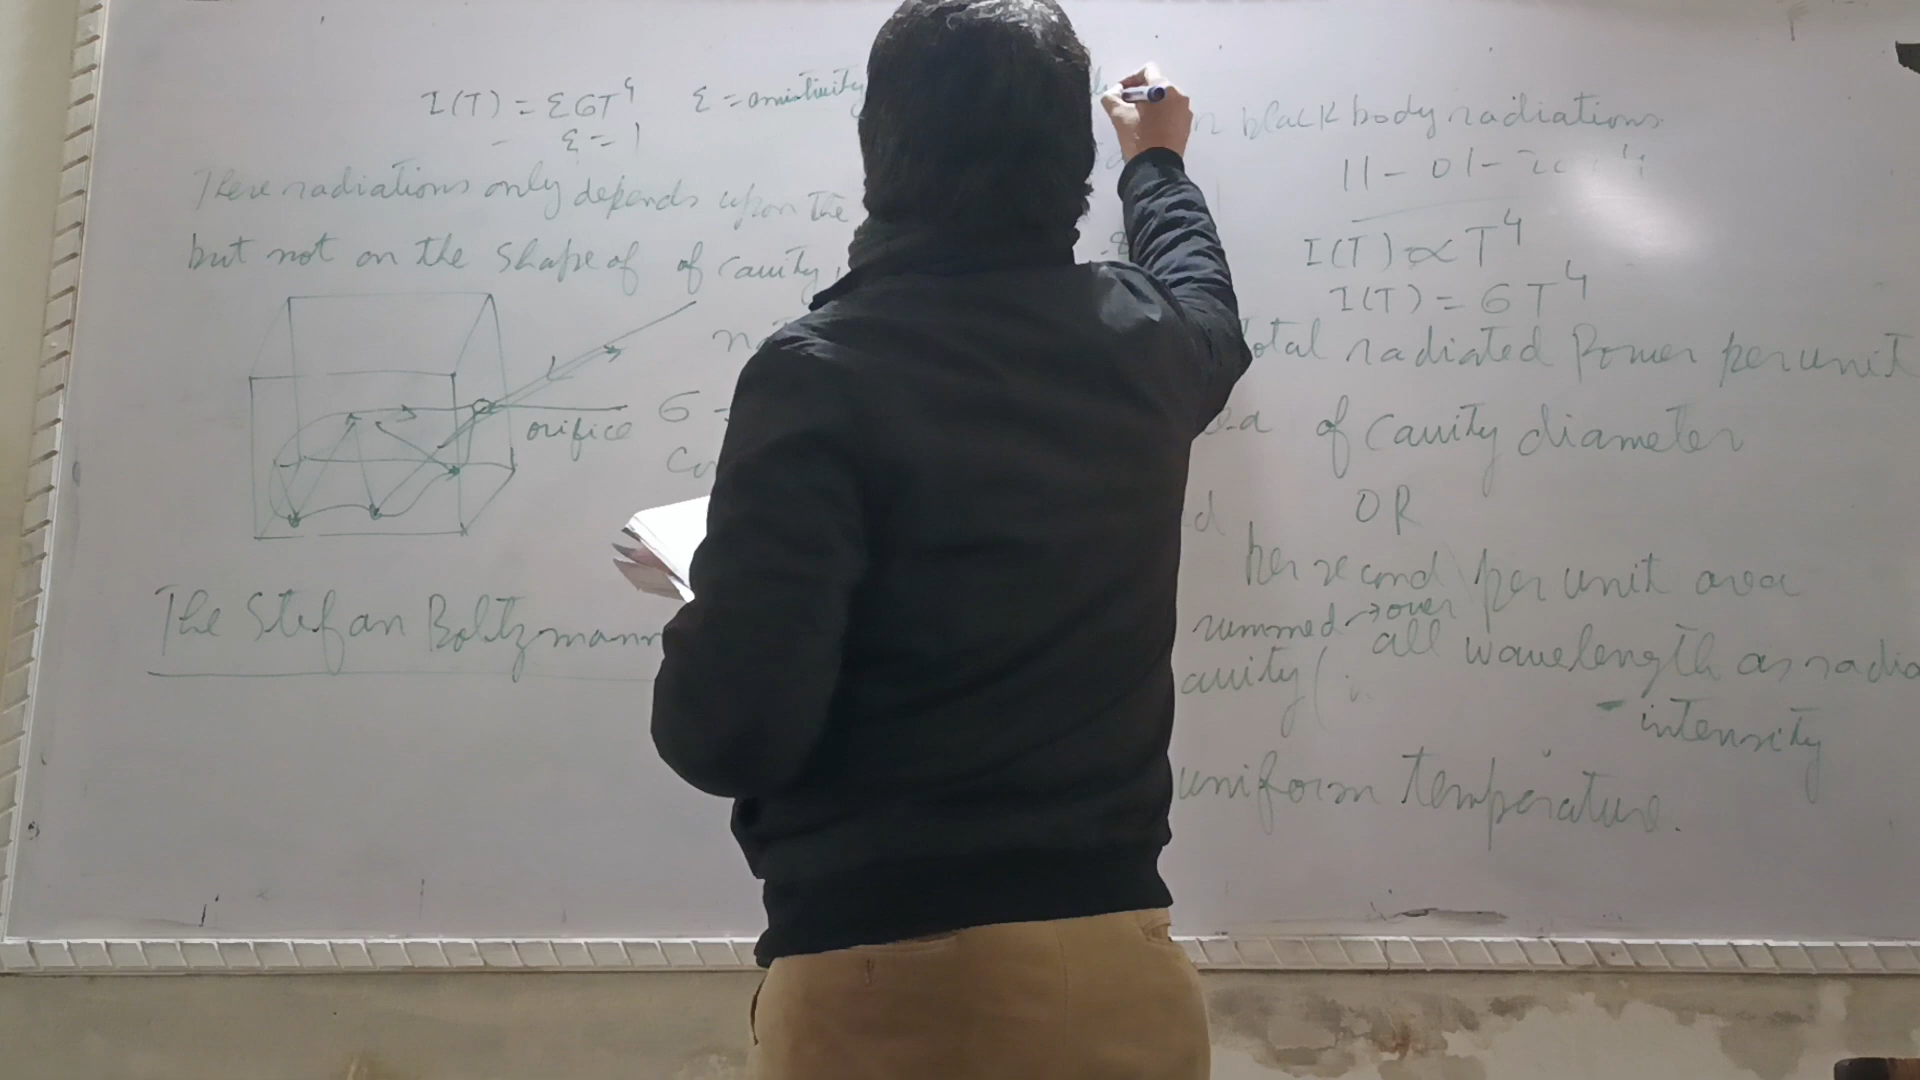 I(T) = ΣσT⁴ Σ = emistivity
Σ = 1
These radiations only depends upon the
but not on the shape of of cavity,
orifice
σ =
The Stefan Boltzmann
black body radiations
11-01-20
I(T) ∝ T⁴
I(T) = σT⁴
total radiated Power per unit
of cavity diameter
OR
per second per unit area
summed → over
all wavelength as radia
cavity (
- intensity
uniform temperature.